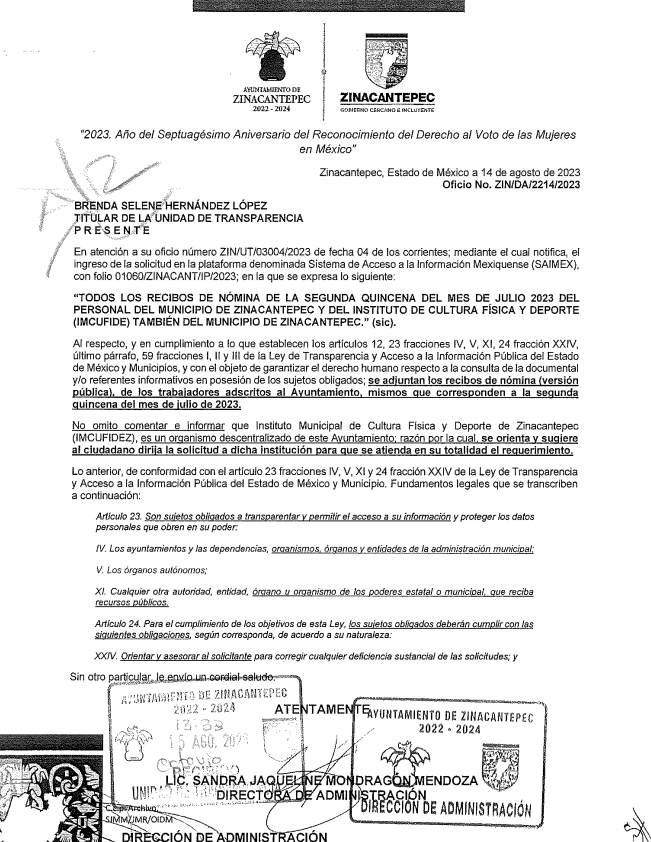 AYUNTAMIENTO DE
ZINACANTEPEC
2022 - 2024
ZINACANTEPEC
GOBIERNO CERCANO E INCLUYENTE
"2023. Año del Septuagésimo Aniversario del Reconocimiento del Derecho al Voto de las Mujeres
en México"
Zinacantepec, Estado de México a 14 de agosto de 2023
Oficio No. ZIN/DA/2214/2023
BRENDA SELENE HERNÁNDEZ LÓPEZ
TITULAR DE LA UNIDAD DE TRANSPARENCIA
P R E S E N T E
En atención a su oficio número ZIN/UT/03004/2023 de fecha 04 de los corrientes; mediante el cual notifica, el
ingreso de la solicitud en la plataforma denominada Sistema de Acceso a la Información Mexiquense (SAIMEX),
con folio 01060/ZINACANT/IP/2023; en la que se expresa lo siguiente:
"TODOS LOS RECIBOS DE NÓMINA DE LA SEGUNDA QUINCENA DEL MES DE JULIO 2023 DEL
PERSONAL DEL MUNICIPIO DE ZINACANTEPEC Y DEL INSTITUTO DE CULTURA FÍSICA Y DEPORTE
(IMCUFIDE) TAMBIÉN DEL MUNICIPIO DE ZINACANTEPEC." (sic).
Al respecto, y en cumplimiento a lo que establecen los artículos 12, 23 fracciones IV, V, XI, 24 fracción XXIV,
último párrafo, 59 fracciones I, II y III de la Ley de Transparencia y Acceso a la Información Pública del Estado
de México y Municipios, y con el objeto de garantizar el derecho humano respecto a la consulta de la documental
y/o referentes informativos en posesión de los sujetos obligados; se adjuntan los recibos de nómina (versión
pública), de los trabajadores adscritos al Ayuntamiento, mismos que corresponden a la segunda
quincena del mes de julio de 2023.
No omito comentar e informar que Instituto Municipal de Cultura Física y Deporte de Zinacantepec
(IMCUFIDEZ), es un organismo descentralizado de este Ayuntamiento; razón por la cual, se orienta y sugiere
al ciudadano dirija la solicitud a dicha institución para que se atienda en su totalidad el requerimiento.
Lo anterior, de conformidad con el artículo 23 fracciones IV, V, XI y 24 fracción XXIV de la Ley de Transparencia
y Acceso a la Información Pública del Estado de México y Municipio. Fundamentos legales que se transcriben
a continuación:
Artículo 23. Son sujetos obligados a transparentar y permitir el acceso a su información y proteger los datos
personales que obren en su poder:
IV. Los ayuntamientos y las dependencias, organismos, órganos y entidades de la administración municipal;
V. Los órganos autónomos;
XI. Cualquier otra autoridad, entidad, órgano u organismo de los poderes estatal o municipal, que reciba
recursos públicos.
Artículo 24. Para el cumplimiento de los objetivos de esta Ley, los sujetos obligados deberán cumplir con las
siguientes obligaciones, según corresponda, de acuerdo a su naturaleza:
XXIV. Orientar y asesorar al solicitante para corregir cualquier deficiencia sustancial de las solicitudes; y
Sin otro particular, le envío un cordial saludo.
AYUNTAMIENTO DE ZINACANTEPEC
2022 - 2024
13:33
15 AGO. 2023
RECIBIDO
ATENTAMENTE
AYUNTAMIENTO DE ZINACANTEPEC
2022 - 2024
DIRECCIÓN DE ADMINISTRACIÓN
LIC. SANDRA JAQUELINE MONDRAGÓN MENDOZA
DIRECTORA DE ADMINISTRACIÓN
C.c.p. Archivo.
SJMM/JMR/OIDM
DIRECCIÓN DE ADMINISTRACIÓN